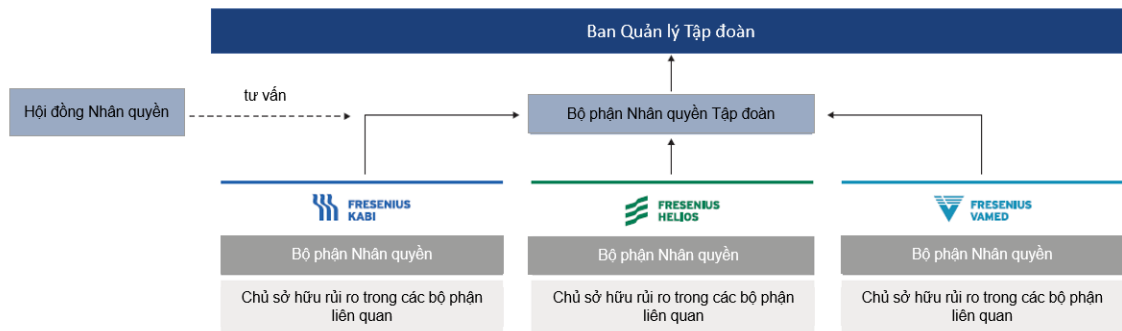 Ban Quản lý Tập đoàn
tư vấn
Hội đồng Nhân quyền
Bộ phận Nhân quyền Tập đoàn
FRESENIUS
KABI
FRESENIUS
HELIOS
FRESENIUS
VAMED
Bộ phận Nhân quyền
Bộ phận Nhân quyền
Bộ phận Nhân quyền
Chủ sở hữu rủi ro trong các bộ phận
liên quan
Chủ sở hữu rủi ro trong các bộ phận
liên quan
Chủ sở hữu rủi ro trong các bộ phận
liên quan